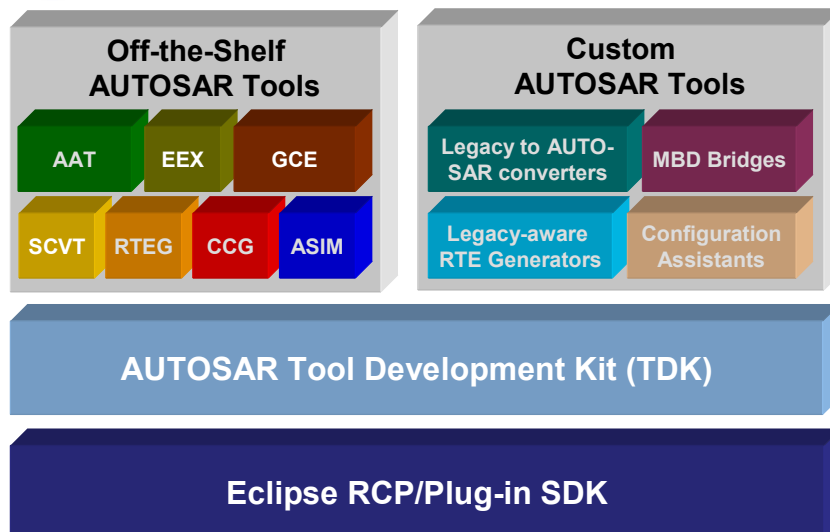 Off-the-Shelf
AUTOSAR Tools
AAT
EEX
GCE
SCVT
RTEG
CCG
ASIM
Custom
AUTOSAR Tools
Legacy to AUTO-
SAR converters
MBD Bridges
Legacy-aware
RTE Generators
Configuration
Assistants
AUTOSAR Tool Development Kit (TDK)
Eclipse RCP/Plug-in SDK